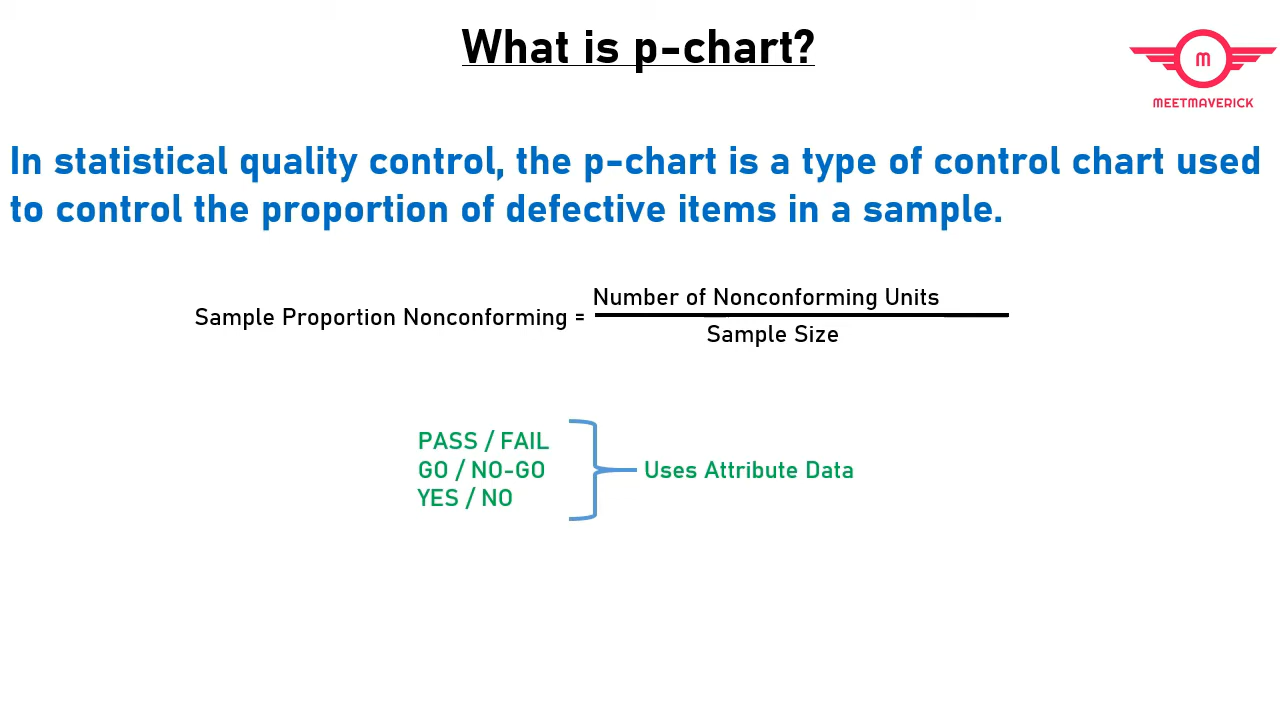 What is p-chart?
M
MEETMAVERICK
In statistical quality control, the p-chart is a type of control chart used
to control the proportion of defective items in a sample.
Sample Proportion Nonconforming =
Number of Nonconforming Units
Sample Size
PASS / FAIL
GO / NO-GO
YES / NO
Uses Attribute Data